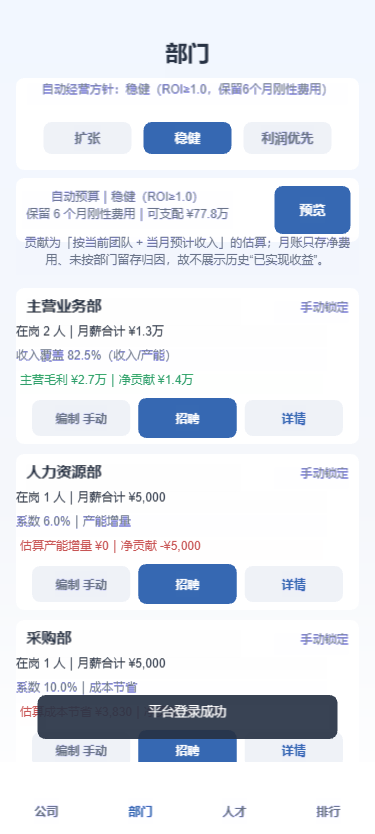 部门
自动经营方针：稳健（ROI≥1.0，保留6个月刚性费用）
扩张
稳健
利润优先
自动预算 | 稳健（ROI≥1.0）
保留 6 个月刚性费用 | 可支配 ¥77.8万
预览
贡献为「按当前团队 + 当月预计收入」的估算；月账只存净费
用、未按部门留存归因，故不展示历史“已实现收益”。
主营业务部
手动锁定
在岗 2 人 | 月薪合计 ¥1.3万
收入覆盖 82.5%（收入/产能）
主营毛利 ¥2.7万 | 净贡献 ¥1.4万
编制 手动
招聘
详情
人力资源部
手动锁定
在岗 1 人 | 月薪合计 ¥5,000
系数 6.0% | 产能增量
估算产能增量 ¥0 | 净贡献 -¥5,000
编制 手动
招聘
详情
采购部
手动锁定
在岗 1 人 | 月薪合计 ¥5,000
系数 10.0% | 成本节省
估算成本节省
平台登录成功
编制 手动
招聘
详情
公司
部门
人才
排行